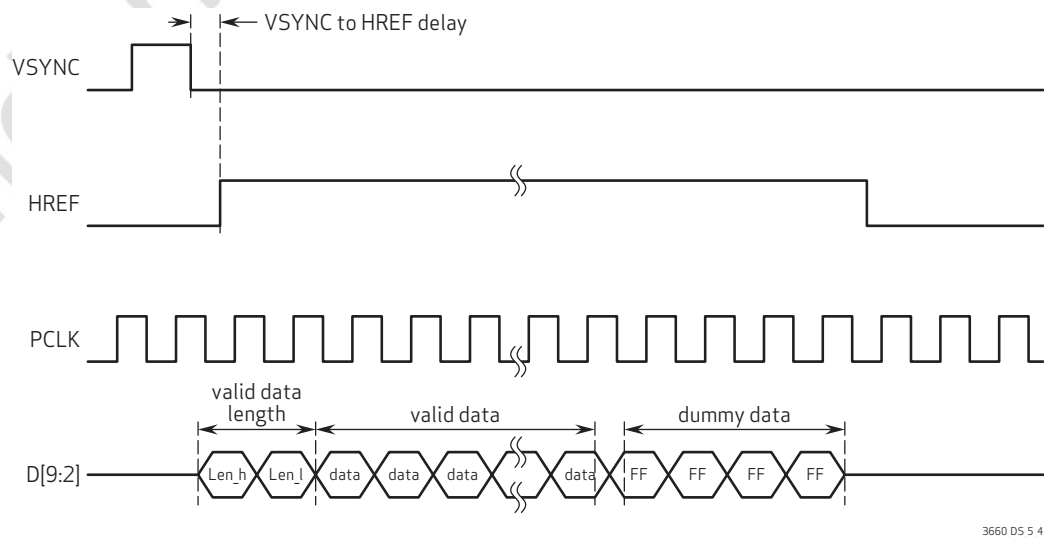 VSYNC to HREF delay
VSYNC
HREF
PCLK
valid data
length
valid data
dummy data
D[9:2]
Len_h Len_l data data data data FF FF FF FF
3660 DS 5 4